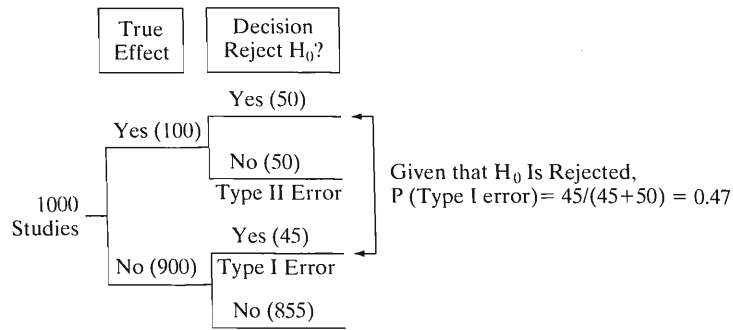 True
Effect
Decision
Reject H₀?
Yes (50)
Yes (100)
No (50)
Type II Error
1000
Studies
Yes (45)
No (900)
Type I Error
No (855)
Given that H₀ Is Rejected,
P (Type I error)= 45/(45+50) = 0.47